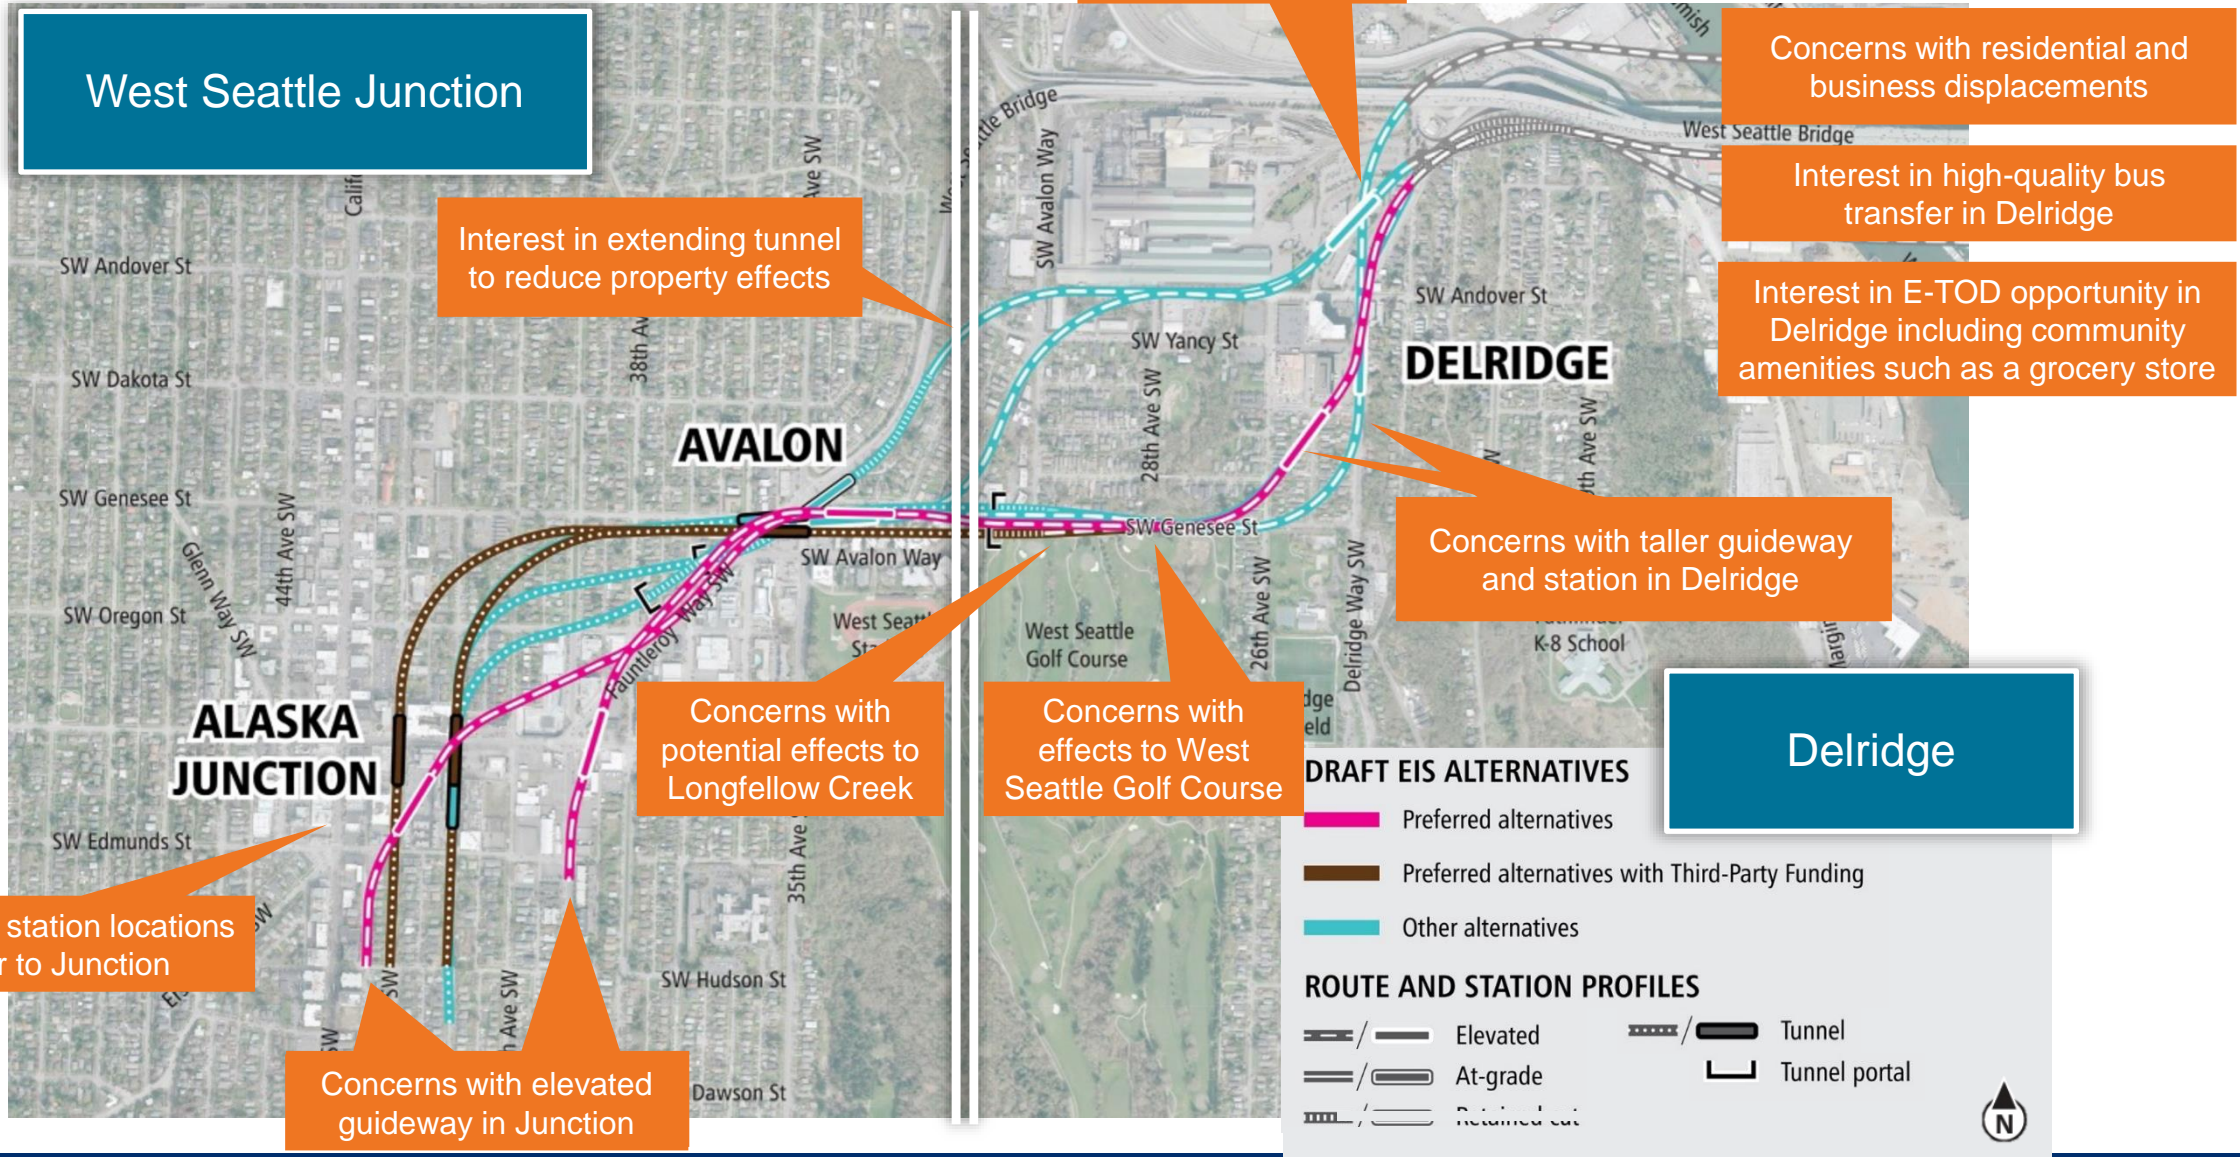 West Seattle Junction
Concerns with residential and
business displacements
West Seattle Bridge
Interest in high-quality bus
transfer in Delridge
Interest in E-TOD opportunity in
Delridge including community
amenities such as a grocery store
Interest in extending tunnel
to reduce property effects
SW Avalon Way
SW Andover St
SW Andover St
SW Yancy St
DELRIDGE
SW Dakota St
38th
AVALON
28th Ave SW
SW Genesee St
44th Ave SW
Glenn Way SW
SW Genesee St
SW Avalon Way
Concerns with taller guideway
and station in Delridge
SW Oregon St
Fauntleroy Way SW
West Seattle
Golf Course
26th Ave SW
Delridge Way SW
K-8 School
ALASKA
JUNCTION
Concerns with
potential effects to
Longfellow Creek
Concerns with
effects to West
Seattle Golf Course
Delridge
SW Edmunds St
35th Ave
station locations
to Junction
SW Hudson St
Ave SW
Concerns with elevated
guideway in Junction
Dawson St
DRAFT EIS ALTERNATIVES
Preferred alternatives
Preferred alternatives with Third-Party Funding
Other alternatives
ROUTE AND STATION PROFILES
Elevated
Tunnel
At-grade
Tunnel portal
Retained cut
N